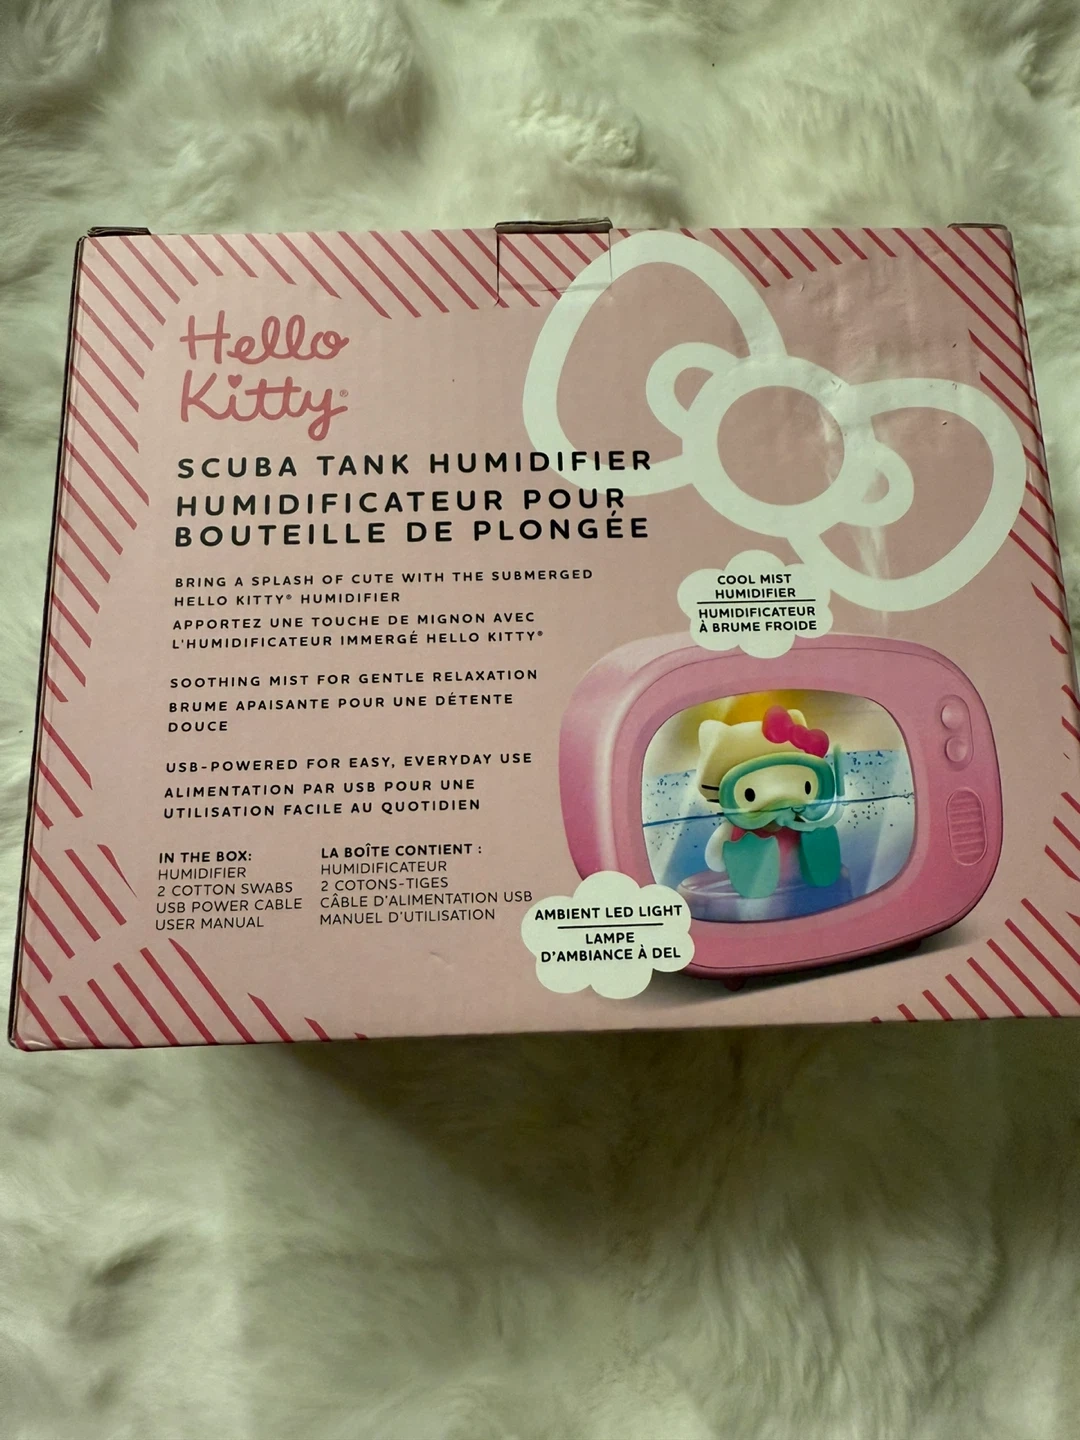 Hello
Kitty®
SCUBA TANK HUMIDIFIER
HUMIDIFICATEUR POUR
BOUTEILLE DE PLONGÉE
BRING A SPLASH OF CUTE WITH THE SUBMERGED
HELLO KITTY® HUMIDIFIER
APPORTEZ UNE TOUCHE DE MIGNON AVEC
L'HUMIDIFICATEUR IMMERGÉ HELLO KITTY®
SOOTHING MIST FOR GENTLE RELAXATION
BRUME APAISANTE POUR UNE DÉTENTE
DOUCE
USB-POWERED FOR EASY, EVERYDAY USE
ALIMENTATION PAR USB POUR UNE
UTILISATION FACILE AU QUOTIDIEN
IN THE BOX:
HUMIDIFIER
2 COTTON SWABS
USB POWER CABLE
USER MANUAL
LA BOÎTE CONTIENT :
HUMIDIFICATEUR
2 COTONS-TIGES
CÂBLE D'ALIMENTATION USB
MANUEL D'UTILISATION
COOL MIST
HUMIDIFIER
HUMIDIFICATEUR
À BRUME FROIDE
AMBIENT LED LIGHT
LAMPE
D'AMBIANCE À DEL